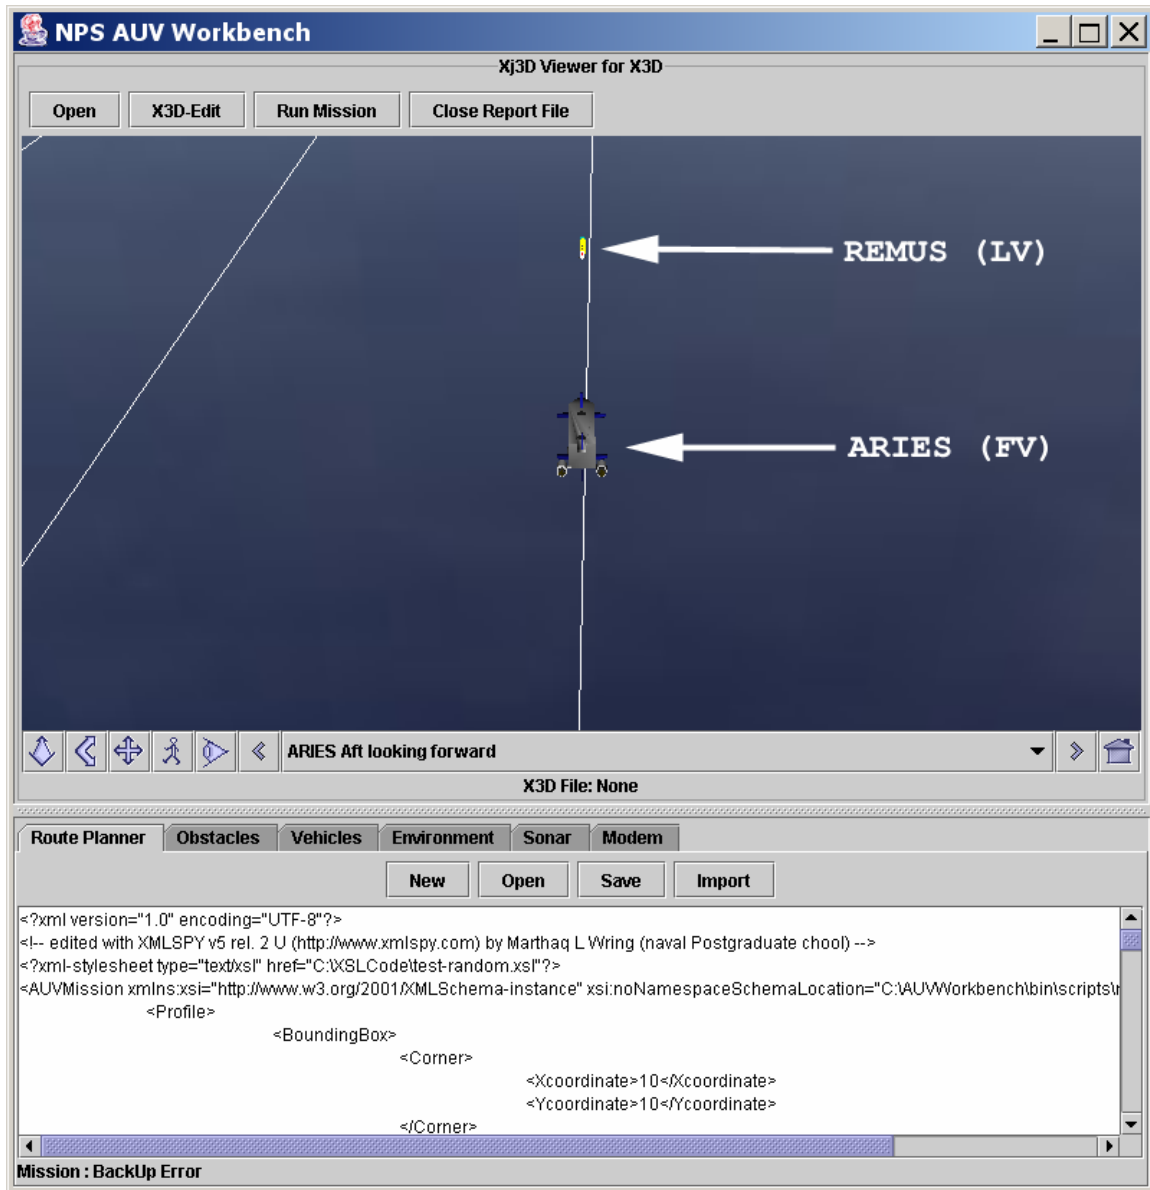 NPS AUV Workbench
Xj3D Viewer for X3D
Open X3D-Edit Run Mission Close Report File
REMUS (LV)
ARIES (FV)
ARIES Aft looking forward
X3D File: None
Route Planner Obstacles Vehicles Environment Sonar Modem
New Open Save Import
<?xml version="1.0" encoding="UTF-8"?>
<!-- edited with XMLSPY v5 rel. 2 U (http://www.xmlspy.com) by Marthaq L Wring (naval Postgraduate chool) -->
<?xml-stylesheet type="text/xsl" href="C:\XSLCode\test-random.xsl"?>
<AUVMission xmlns:xsi="http://www.w3.org/2001/XMLSchema-instance" xsi:noNamespaceSchemaLocation="C:\AUVWorkbench\bin\scripts\
<Profile>
<BoundingBox>
<Corner>
<Xcoordinate>10</Xcoordinate>
<Ycoordinate>10</Ycoordinate>
</Corner>
Mission : BackUp Error